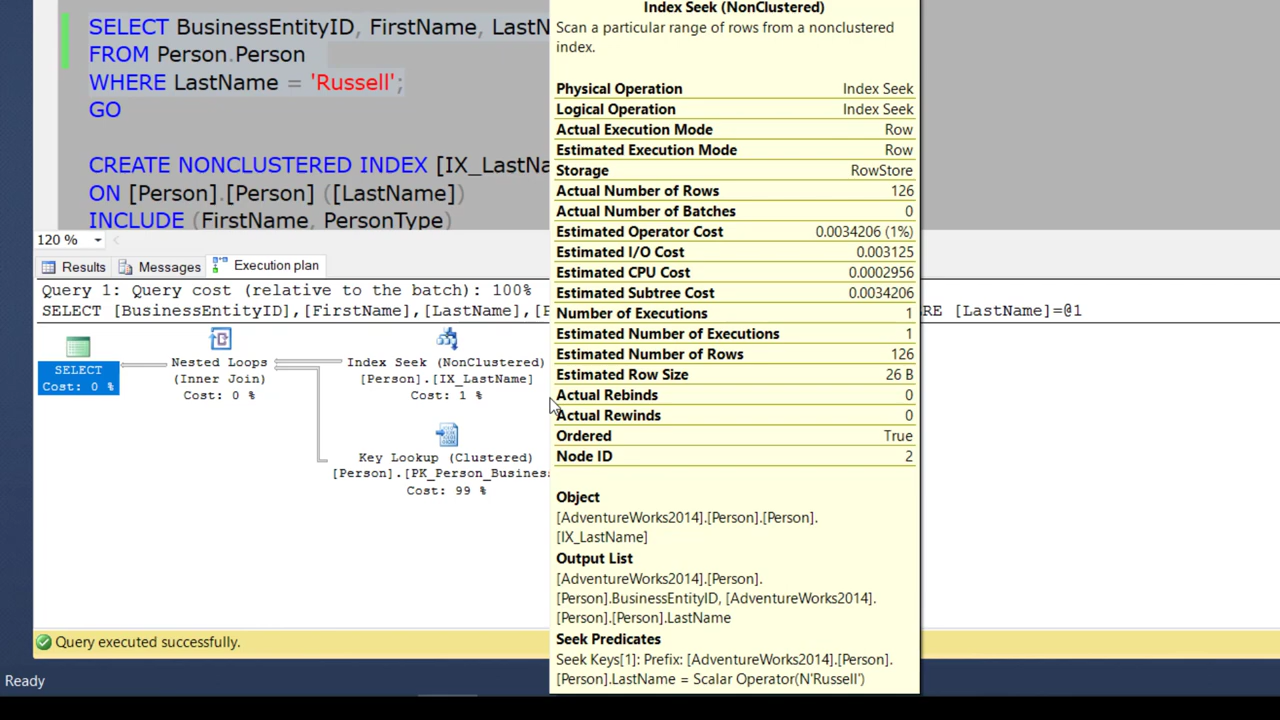 SELECT BusinessEntityID, FirstName, LastN
FROM Person.Person
WHERE LastName = 'Russell';
GO
CREATE NONCLUSTERED INDEX [IX_LastNa
ON [Person].[Person] ([LastName])
INCLUDE (FirstName, PersonType)
120 %
Results Messages Execution plan
Query 1: Query cost (relative to the batch): 100%
SELECT [BusinessEntityID],[FirstName],[LastName],[P
RE [LastName]=@1
SELECT
Cost: 0 %
Nested Loops
(Inner Join)
Cost: 0 %
Index Seek (NonClustered)
[Person].[IX_LastName]
Cost: 1 %
Key Lookup (Clustered)
[Person].[PK_Person_Business
Cost: 99 %
Index Seek (NonClustered)
Scan a particular range of rows from a nonclustered
index.
Physical Operation Index Seek
Logical Operation Index Seek
Actual Execution Mode Row
Estimated Execution Mode Row
Storage RowStore
Actual Number of Rows 126
Actual Number of Batches 0
Estimated Operator Cost 0.0034206 (1%)
Estimated I/O Cost 0.003125
Estimated CPU Cost 0.0002956
Estimated Subtree Cost 0.0034206
Number of Executions 1
Estimated Number of Executions 1
Estimated Number of Rows 126
Estimated Row Size 26 B
Actual Rebinds 0
Actual Rewinds 0
Ordered True
Node ID 2
Object
[AdventureWorks2014].[Person].[Person].
[IX_LastName]
Output List
[AdventureWorks2014].[Person].
[Person].BusinessEntityID, [AdventureWorks2014].
[Person].[Person].LastName
Seek Predicates
Seek Keys[1]: Prefix: [AdventureWorks2014].[Person].
[Person].LastName = Scalar Operator(N'Russell')
Query executed successfully.
Ready